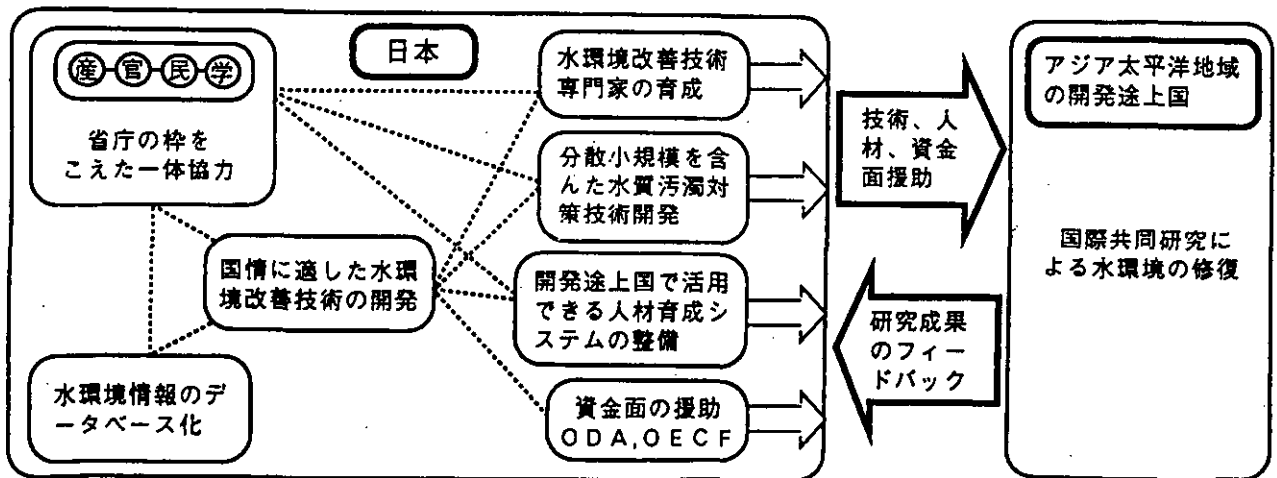 日本
産-官-民-学
省庁の枠を
こえた一体協力
国情に適した水環
境改善技術の開発
水環境情報のデ
ータベース化
水環境改善技術
専門家の育成
分散小規模を含
んだ水質汚濁対
策技術開発
開発途上国で活用
できる人材育成シ
ステムの整備
資金面の援助
ODA,OECF
技術、人
材、資金
面援助
研究成果
のフィー
ドバック
アジア太平洋地域
の開発途上国
国際共同研究に
よる水環境の修復